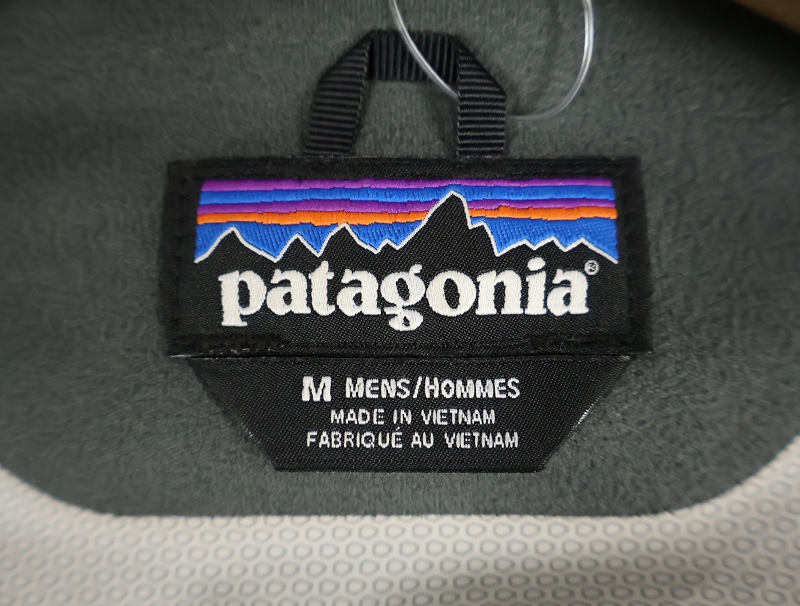 patagonia®
M MENS/HOMMES
MADE IN VIETNAM
FABRIQUÉ AU VIETNAM